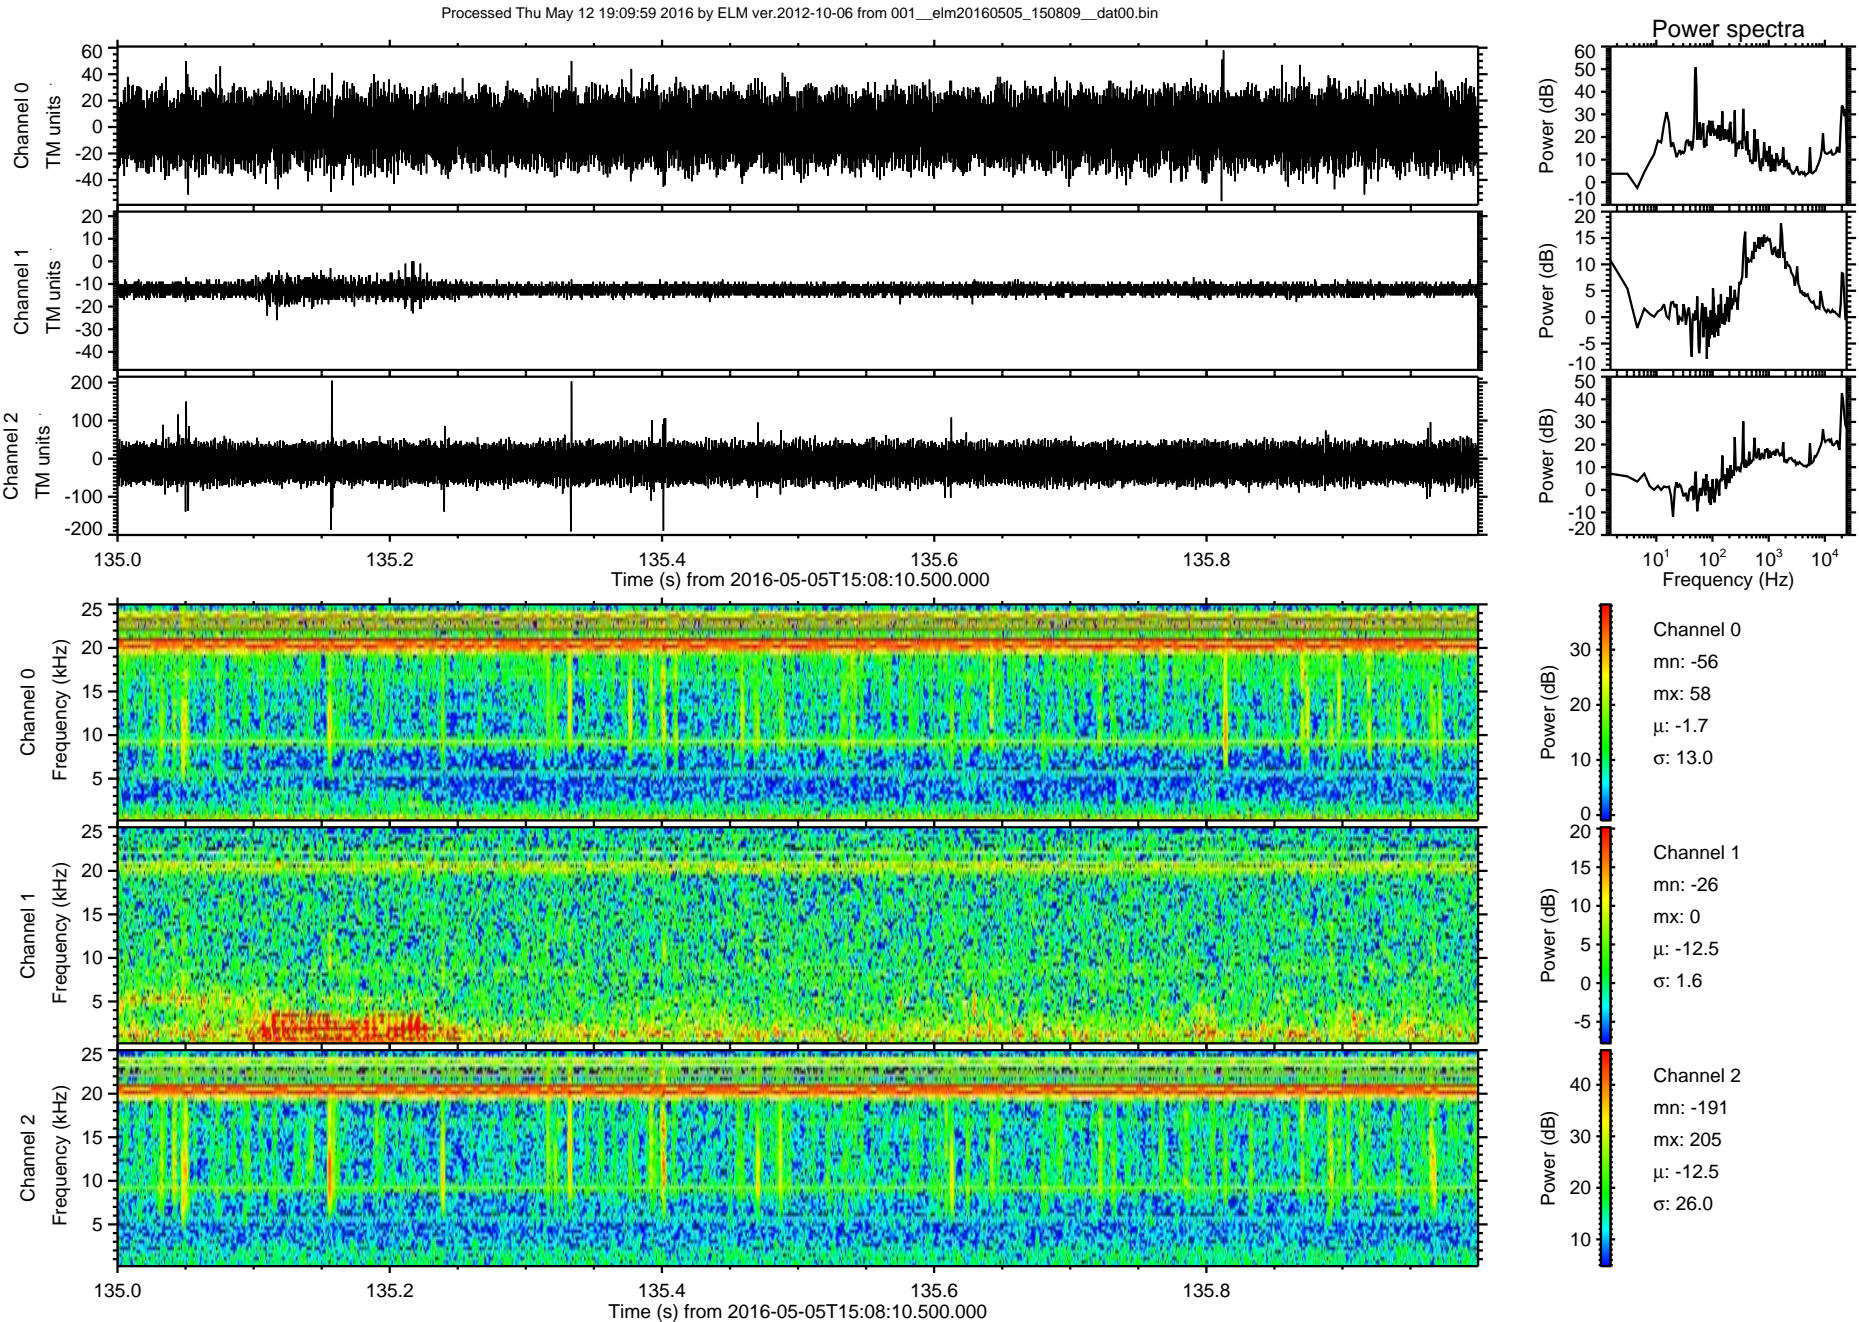 Processed Thu May 12 19:09:59 2016 by ELM ver.2012-10-06 from 001__elm20160505_150809__dat00.bin
Power spectra
Channel 0
TM units
60
40
20
0
-20
-40
Power (dB)
60
50
40
30
20
10
0
-10
Channel 1
TM units
20
10
0
-10
-20
-30
-40
Power (dB)
20
15
10
5
0
-5
-10
Channel 2
TM units
200
100
0
-100
-200
Power (dB)
50
40
30
20
10
0
-10
-20
135.0 135.2 135.4 135.6 135.8
Time (s) from 2016-05-05T15:08:10.500.000
10¹ 10² 10³ 10⁴
Frequency (Hz)
Channel 0
Frequency (kHz)
25
20
15
10
5
Power (dB)
30
20
10
0
Channel 0
mn: -56
mx: 58
μ: -1.7
σ: 13.0
Channel 1
Frequency (kHz)
25
20
15
10
5
Power (dB)
20
15
10
5
0
-5
Channel 1
mn: -26
mx: 0
μ: -12.5
σ: 1.6
Channel 2
Frequency (kHz)
25
20
15
10
5
Power (dB)
40
30
20
10
Channel 2
mn: -191
mx: 205
μ: -12.5
σ: 26.0
135.0 135.2 135.4 135.6 135.8
Time (s) from 2016-05-05T15:08:10.500.000